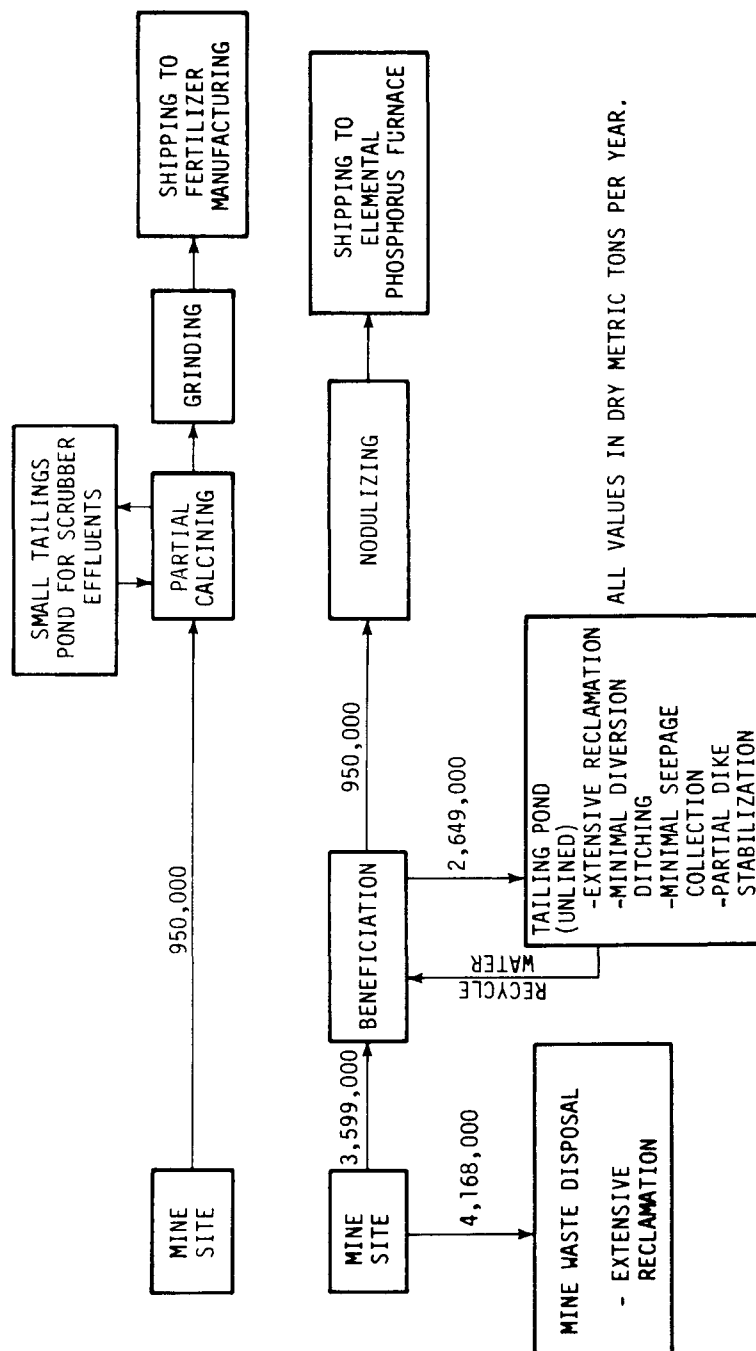 SMALL TAILINGS
POND FOR SCRUBBER
EFFLUENTS
MINE
SITE
950,000
PARTIAL
CALCINING
GRINDING
SHIPPING TO
FERTILIZER
MANUFACTURING
MINE
SITE
3,599,000
BENEFICIATION
950,000
NODULIZING
SHIPPING TO
ELEMENTAL
PHOSPHORUS FURNACE
4,168,000
RECYCLE
WATER
2,649,000
MINE WASTE DISPOSAL
- EXTENSIVE
RECLAMATION
TAILING POND
(UNLINED)
-EXTENSIVE RECLAMATION
-MINIMAL DIVERSION
DITCHING
-MINIMAL SEEPAGE
COLLECTION
-PARTIAL DIKE
STABILIZATION
ALL VALUES IN DRY METRIC TONS PER YEAR.